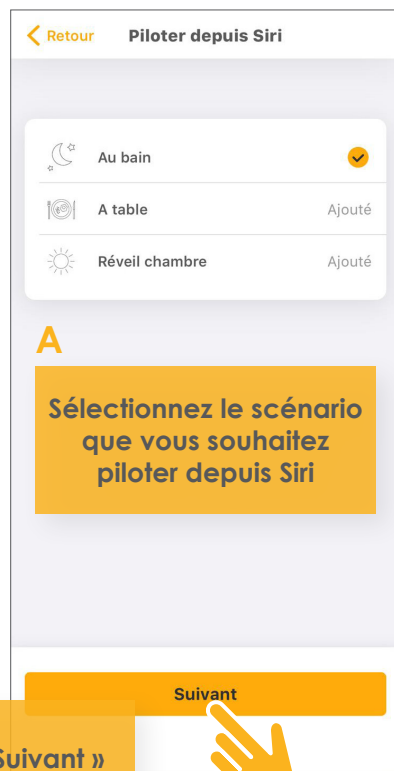 Retour Piloter depuis Siri
Au bain
A table Ajouté
Réveil chambre Ajouté
A
Sélectionnez le scénario
que vous souhaitez
piloter depuis Siri
Suivant
Suivant »